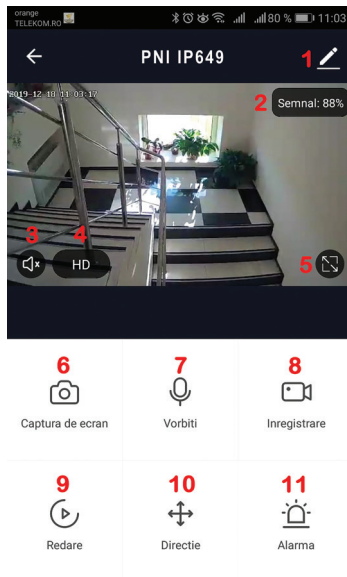 orange
TELEKOM.RO
80 % 11:03
PNI IP649
1
2019-12-18 11:03:17
2
Semnal: 88%
3
4
HD
5
6
7
8
Captura de ecran
Vorbiti
Inregistrare
9
10
11
Redare
Directie
Alarma